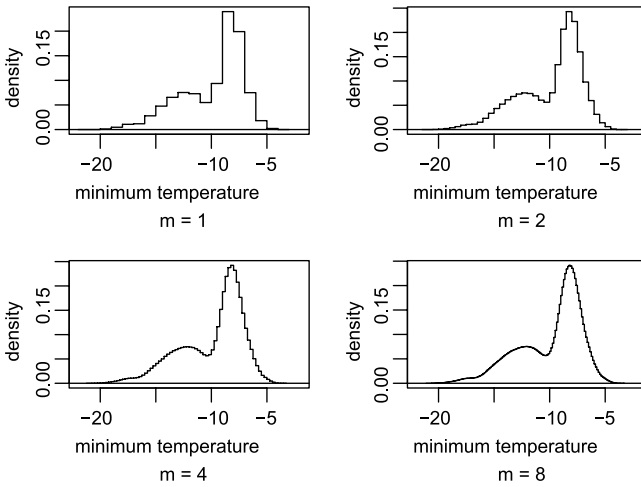 density
0.15
0.00
−20
−10
−5
minimum temperature
m = 1
density
0.15
0.00
−20
−10
−5
minimum temperature
m = 2
density
0.15
0.00
−20
−10
−5
minimum temperature
m = 4
density
0.15
0.00
−20
−10
−5
minimum temperature
m = 8